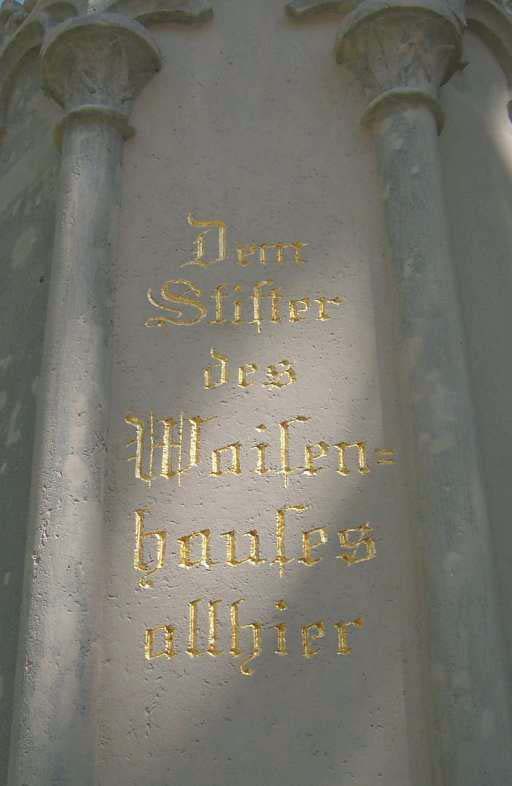 Dem
Stifter
des
Waiſen=
hauſes
allhier